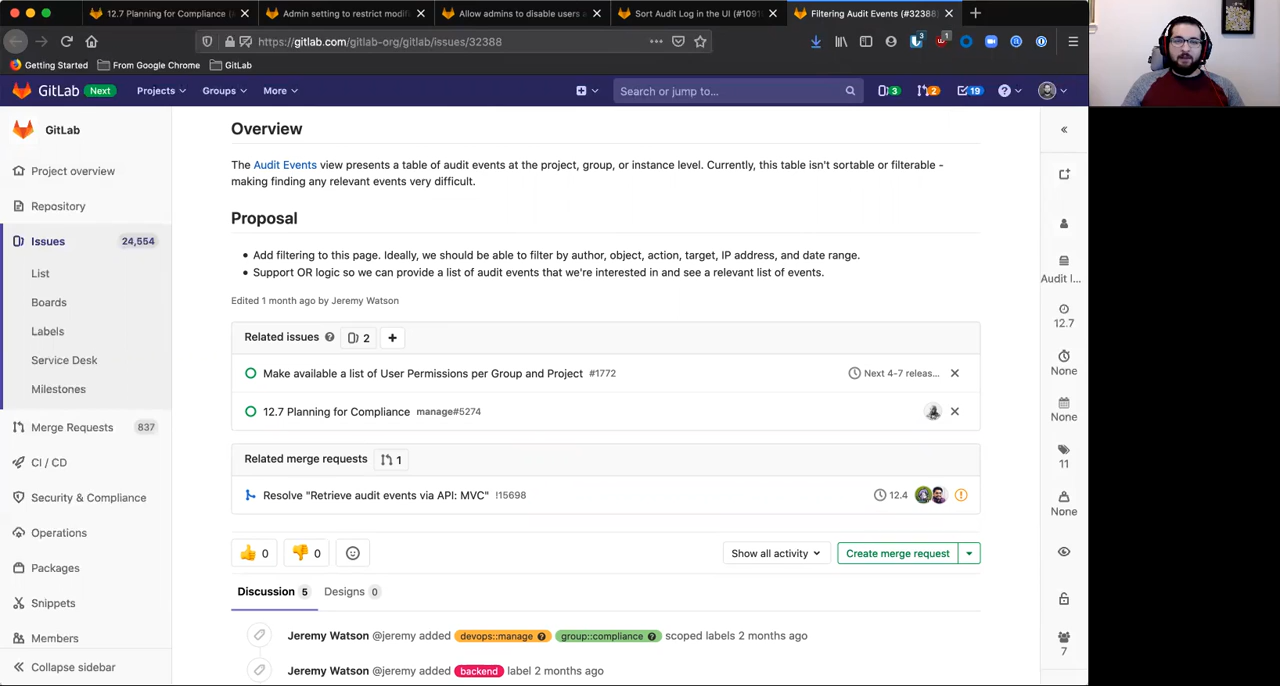 12.7 Planning for Compliance (
Admin setting to restrict modif
Allow admins to disable users a
Sort Audit Log in the UI (#1091
Filtering Audit Events (#32388)
https://gitlab.com/gitlab-org/gitlab/issues/32388
3
1
Getting Started
From Google Chrome
GitLab
GitLab
Next
Projects
Groups
More
Search or jump to...
3
2
19
GitLab
Project overview
Repository
Issues
24,554
List
Boards
Labels
Service Desk
Milestones
Merge Requests
837
CI / CD
Security & Compliance
Operations
Packages
Snippets
Members
Collapse sidebar
Overview
The Audit Events view presents a table of audit events at the project, group, or instance level. Currently, this table isn't sortable or filterable -
making finding any relevant events very difficult.
Proposal
• Add filtering to this page. Ideally, we should be able to filter by author, object, action, target, IP address, and date range.
• Support OR logic so we can provide a list of audit events that we're interested in and see a relevant list of events.
Edited 1 month ago by Jeremy Watson
Related issues
2
Make available a list of User Permissions per Group and Project #1772
Next 4-7 releas...
12.7 Planning for Compliance manage#5274
Related merge requests
1
Resolve "Retrieve audit events via API: MVC" !15698
12.4
0
0
Show all activity
Create merge request
Discussion 5
Designs 0
Jeremy Watson @jeremy added devops::manage group::compliance scoped labels 2 months ago
Jeremy Watson @jeremy added backend label 2 months ago
Audit l...
12.7
None
None
11
None
7